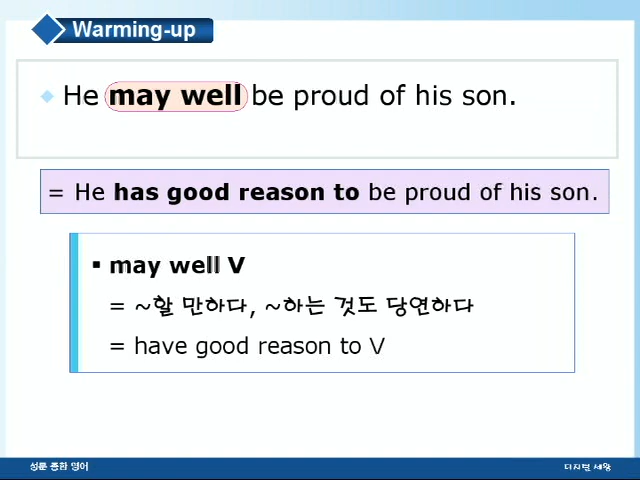 Warming-up
◆ He may well be proud of his son.
= He has good reason to be proud of his son.
▪ may well V
= ~할 만하다, ~하는 것도 당연하다
= have good reason to V
성문 종합 영어
디지털 세왕